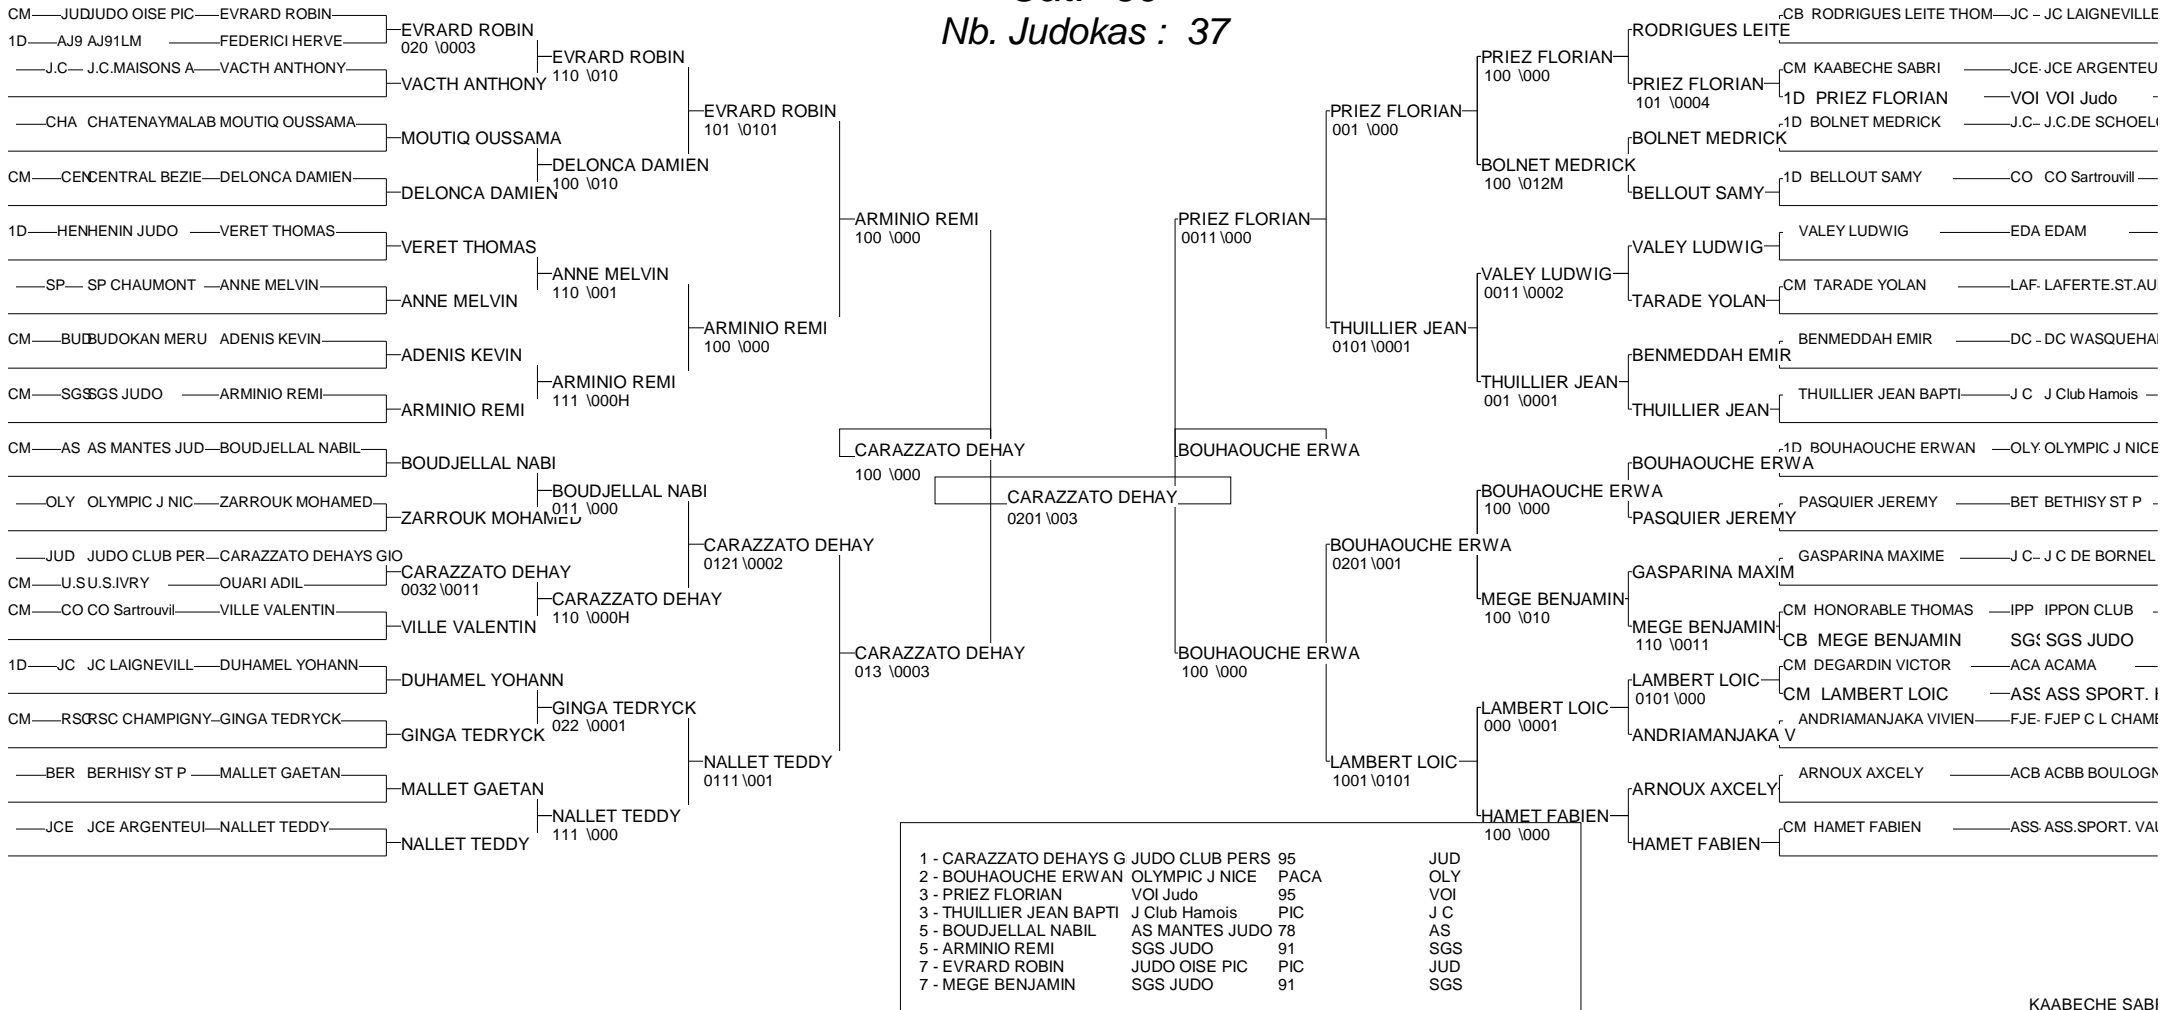 Nb. Judokas : 37
CM JUD JUDO OISE PIC EVRARD ROBIN
1D AJ9 AJ91LM FEDERICI HERVE
J.C J.C.MAISONS A VACTH ANTHONY
CHA CHATENAYMALAB MOUTIQ OUSSAMA
CM CEN CENTRAL BEZIE DELONCA DAMIEN
1D HEN HENIN JUDO VERET THOMAS
SP SP CHAUMONT ANNE MELVIN
CM BUD BUDOKAN MERU ADENIS KEVIN
CM SGS SGS JUDO ARMINIO REMI
CM AS AS MANTES JUD BOUDJELLAL NABIL
OLY OLYMPIC J NIC ZARROUK MOHAMED
JUD JUDO CLUB PER CARAZZATO DEHAYS GIO
CM U.S U.S.IVRY OUARI ADIL
CM CO CO Sartrouvil VILLE VALENTIN
1D JC JC LAIGNEVILL DUHAMEL YOHANN
CM RSC RSC CHAMPIGNY GINGA TEDRYCK
BER BERHISY ST P MALLET GAETAN
JCE JCE ARGENTEUI NALLET TEDDY
EVRARD ROBIN
020 \0003
VACTH ANTHONY
MOUTIQ OUSSAMA
DELONCA DAMIEN
VERET THOMAS
ANNE MELVIN
ADENIS KEVIN
ARMINIO REMI
BOUDJELLAL NABI
ZARROUK MOHAMED
CARAZZATO DEHAY
0032 \0011
VILLE VALENTIN
DUHAMEL YOHANN
GINGA TEDRYCK
MALLET GAETAN
NALLET TEDDY
EVRARD ROBIN
110 \010
DELONCA DAMIEN
100 \010
ANNE MELVIN
110 \001
ARMINIO REMI
111 \000H
BOUDJELLAL NABI
011 \000
CARAZZATO DEHAY
110 \000H
GINGA TEDRYCK
022 \0001
NALLET TEDDY
111 \000
EVRARD ROBIN
101 \0101
ARMINIO REMI
100 \000
CARAZZATO DEHAY
0121 \0002
NALLET TEDDY
0111 \001
ARMINIO REMI
100 \000
CARAZZATO DEHAY
013 \0003
CARAZZATO DEHAY
100 \000
CARAZZATO DEHAY
0201 \003
BOUHAOUCHE ERWA
PRIEZ FLORIAN
0011 \000
BOUHAOUCHE ERWA
100 \000
PRIEZ FLORIAN
001 \000
THUILLIER JEAN
0101 \0001
BOUHAOUCHE ERWA
0201 \001
LAMBERT LOIC
1001 \0101
PRIEZ FLORIAN
100 \000
BOLNET MEDRICK
100 \012M
VALEY LUDWIG
0011 \0002
THUILLIER JEAN
001 \0001
BOUHAOUCHE ERWA
100 \000
MEGE BENJAMIN
100 \010
LAMBERT LOIC
000 \0001
HAMET FABIEN
100 \000
RODRIGUES LEITE
PRIEZ FLORIAN
101 \0004
BOLNET MEDRICK
BELLOUT SAMY
VALEY LUDWIG
TARADE YOLAN
BENMEDDAH EMIR
THUILLIER JEAN
BOUHAOUCHE ERWA
PASQUIER JEREMY
GASPARINA MAXIM
MEGE BENJAMIN
110 \0011
LAMBERT LOIC
0101 \000
ANDRIAMANJAKA V
ARNOUX AXCELY
HAMET FABIEN
CB RODRIGUES LEITE THOM JC JC LAIGNEVILLE
CM KAABECHE SABRI JCE JCE ARGENTEU
1D PRIEZ FLORIAN VOI VOI Judo
1D BOLNET MEDRICK J.C J.C.DE SCHOEL
1D BELLOUT SAMY CO CO Sartrouvill
VALEY LUDWIG EDA EDAM
CM TARADE YOLAN LAF LAFERTE.ST.AU
BENMEDDAH EMIR DC DC WASQUEHA
THUILLIER JEAN BAPTI J C J Club Hamois
1D BOUHAOUCHE ERWAN OLY OLYMPIC J NICE
PASQUIER JEREMY BET BETHISY ST P
GASPARINA MAXIME J C J C DE BORNEL
CM HONORABLE THOMAS IPP IPPON CLUB
CB MEGE BENJAMIN SGS SGS JUDO
CM DEGARDIN VICTOR ACA ACAMA
CM LAMBERT LOIC ASS ASS SPORT.
ANDRIAMANJAKA VIVIEN FJE FJEP C L CHAM
ARNOUX AXCELY ACB ACBB BOULOGN
CM HAMET FABIEN ASS ASS.SPORT. VAU
1 - CARAZZATO DEHAYS G JUDO CLUB PERS 95 JUD
2 - BOUHAOUCHE ERWAN OLYMPIC J NICE PACA OLY
3 - PRIEZ FLORIAN VOI Judo 95 VOI
3 - THUILLIER JEAN BAPTI J Club Hamois PIC J C
5 - BOUDJELLAL NABIL AS MANTES JUDO 78 AS
5 - ARMINIO REMI SGS JUDO 91 SGS
7 - EVRARD ROBIN JUDO OISE PIC PIC JUD
7 - MEGE BENJAMIN SGS JUDO 91 SGS
KAABECHE SAB